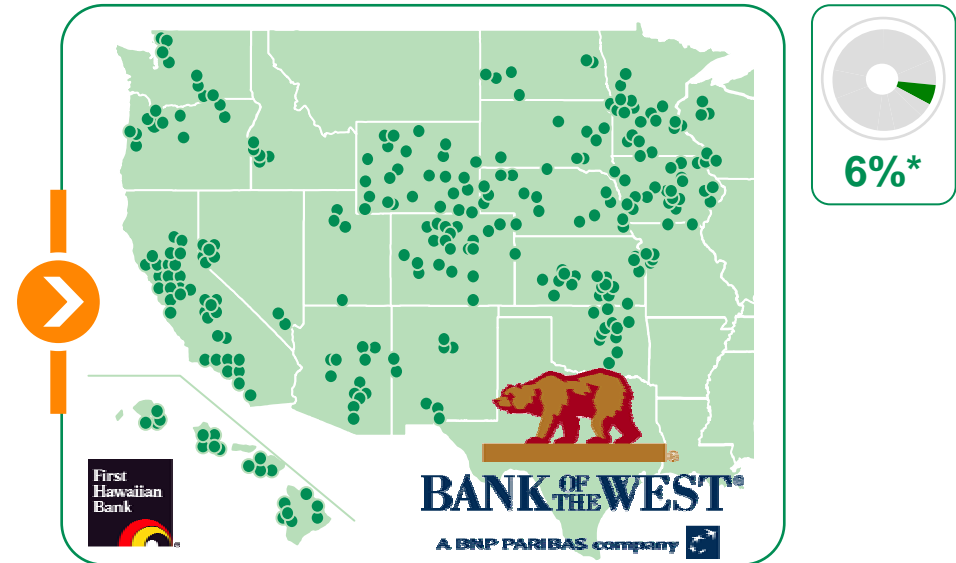 6%*
First
Hawaiian
Bank
BANK OF THE WEST®
A BNP PARIBAS company